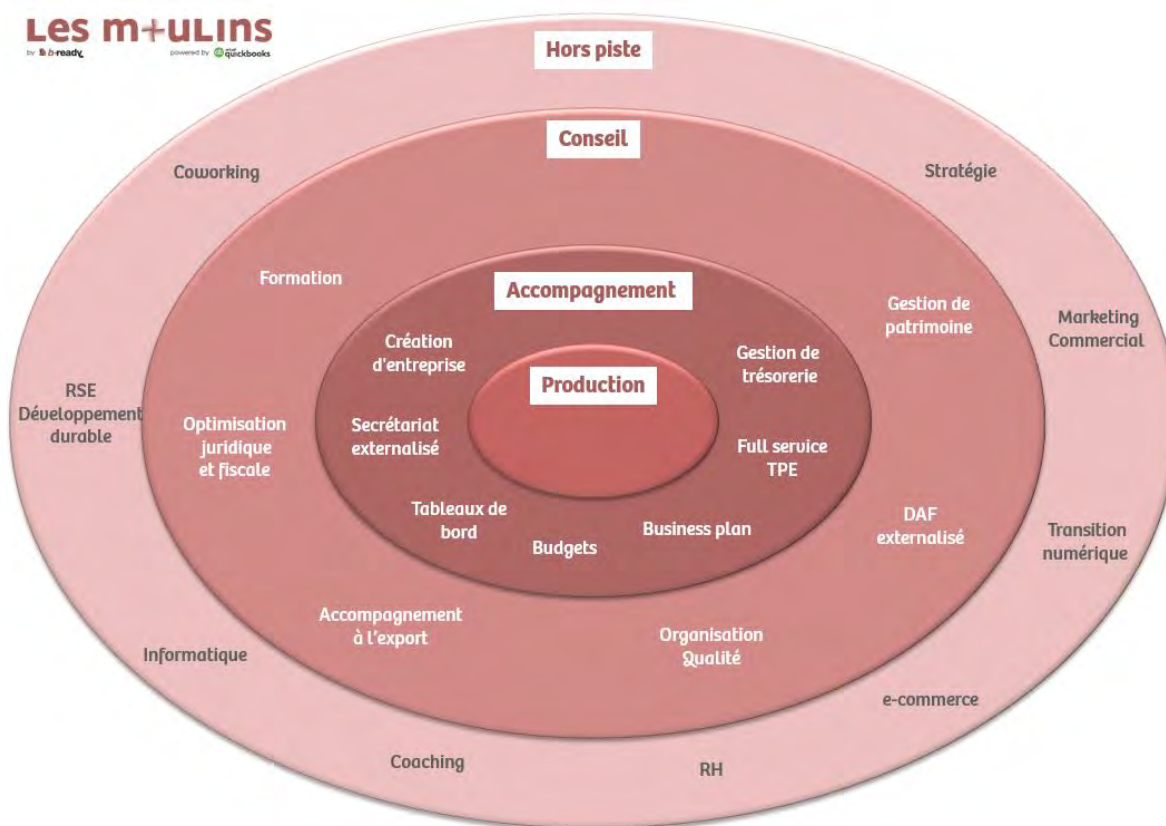 Les m+uLins
by b-ready, powered by intuit quickbooks
Hors piste
Conseil
Coworking
Stratégie
Formation
Accompagnement
Gestion de
patrimoine
Marketing
Commercial
Création
d'entreprise
Gestion de
trésorerie
Production
RSE
Développement
durable
Optimisation
juridique
et fiscale
Secrétariat
externalisé
Full service
TPE
Tableaux de
bord
Budgets
Business plan
DAF
externalisé
Transition
numérique
Accompagnement
à l'export
Organisation
Qualité
Informatique
e-commerce
Coaching
RH